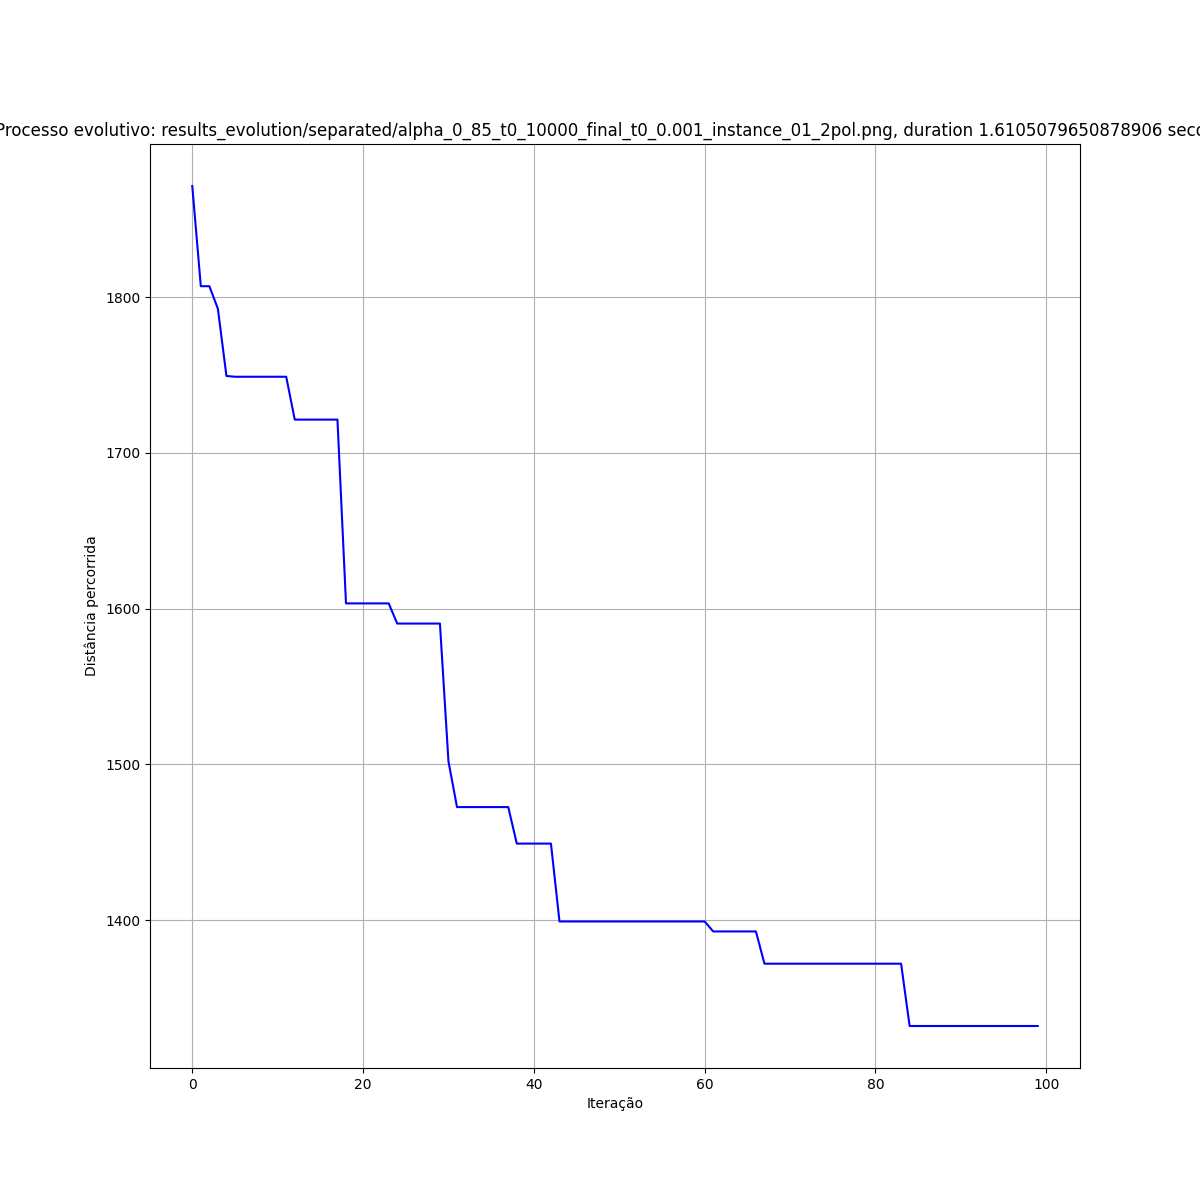 Processo evolutivo: results_evolution/separated/alpha_0_85_t0_10000_final_t0_0.001_instance_01_2pol.png, duration 1.6105079650878906 seco
1800
1700
1600
1500
1400
Distância percorrida
0 20 40 60 80 100
Iteração